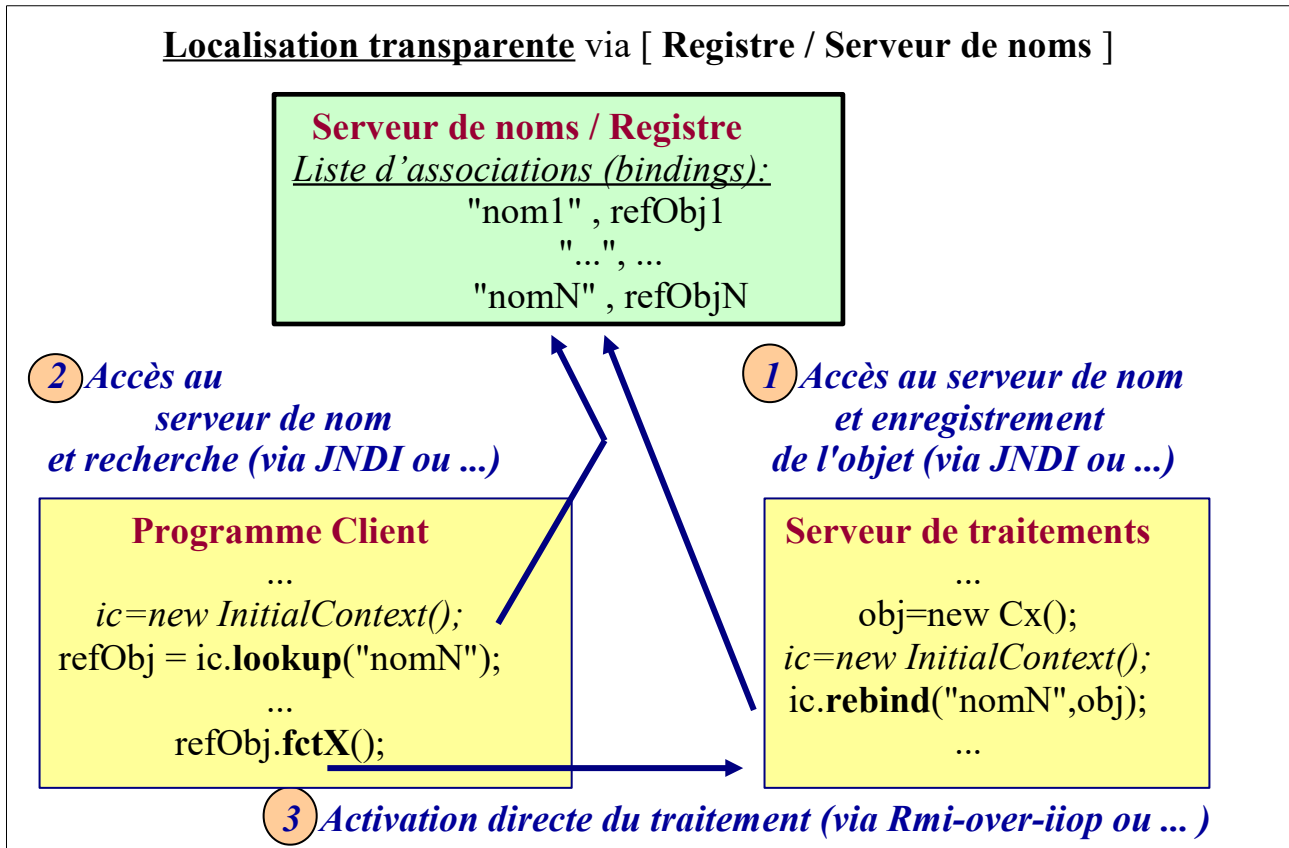 Localisation transparente via [ Registre / Serveur de noms ]
Serveur de noms / Registre
Liste d’associations (bindings):
"nom1" , refObj1
"...", ...
"nomN" , refObjN
2 Accès au
serveur de nom
et recherche (via JNDI ou ...)
1 Accès au serveur de nom
et enregistrement
de l'objet (via JNDI ou ...)
Programme Client
...
ic=new InitialContext();
refObj = ic.lookup("nomN");
...
refObj.fctX();
Serveur de traitements
...
obj=new Cx();
ic=new InitialContext();
ic.rebind("nomN",obj);
...
3 Activation directe du traitement (via Rmi-over-iiop ou ... )